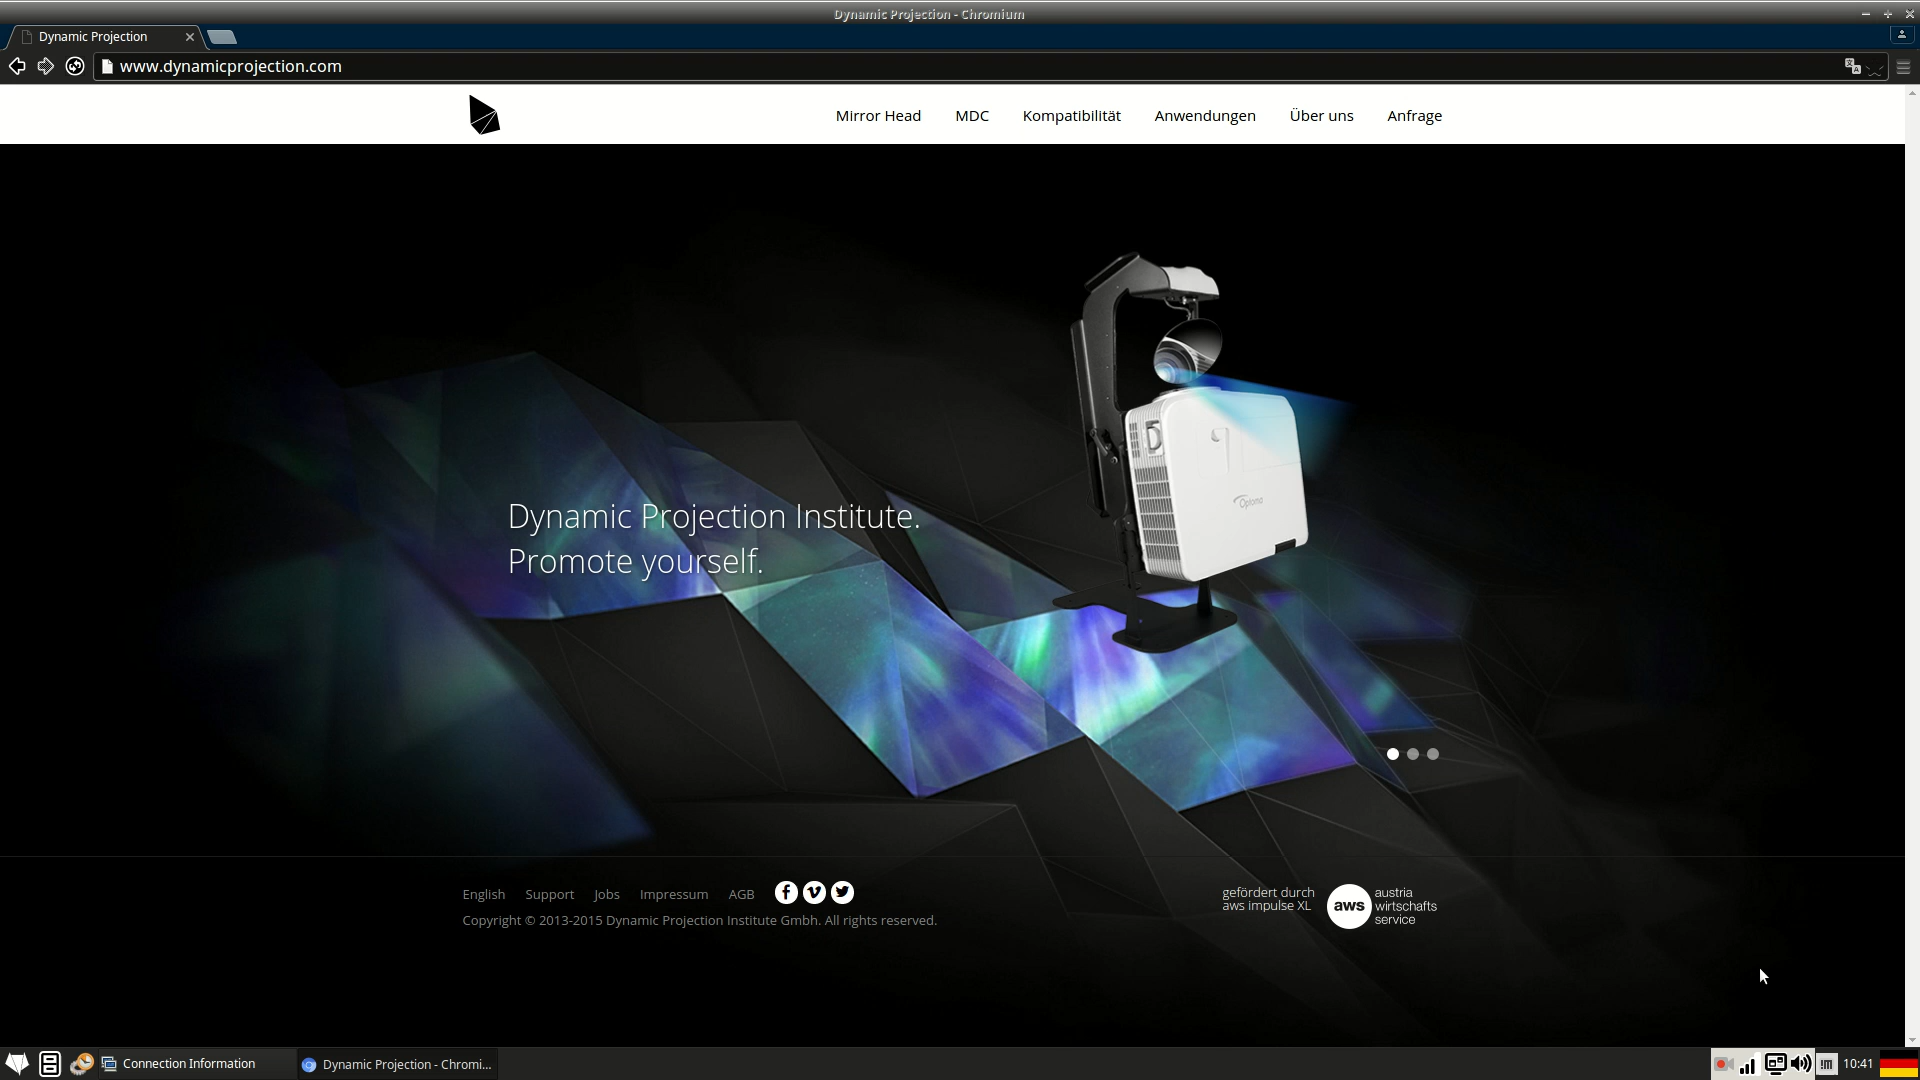 Dynamic Projection - Chromium
Dynamic Projection
www.dynamicprojection.com
Mirror Head MDC Kompatibilität Anwendungen Über uns Anfrage
Optoma
Dynamic Projection Institute.
Promote yourself.
English Support Jobs Impressum AGB
Copyright © 2013-2015 Dynamic Projection Institute Gmbh. All rights reserved.
gefördert durch
aws impulse XL
aws
austria
wirtschafts
service
Connection Information
Dynamic Projection - Chromi...
10:41